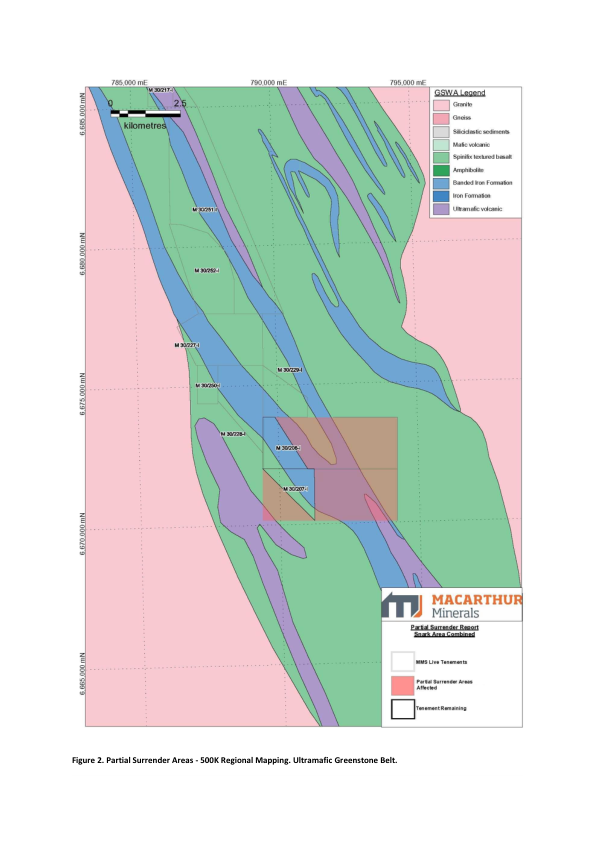 785,000 mE
790,000 mE
795,000 mE
M 30/217-I
0
2.5
kilometres
6,685,000 mN
GSWA Legend
Granite
Gneiss
Siliciclastic sediments
Mafic volcanic
Spinifix textured basalt
Amphibolite
Banded Iron Formation
Iron Formation
Ultramafic volcanic
M 30/251-I
6,680,000 mN
M 30/252-I
M 30/227-I
M 30/229-I
6,675,000 mN
M 30/250-I
M 30/228-I
M 30/206-I
M 30/207-I
6,670,000 mN
MACARTHUR
Minerals
Partial Surrender Report
Snark Area Combined
MMS Live Tenements
Partial Surrender Areas
Affected
Tenement Remaining
6,665,000 mN
Figure 2. Partial Surrender Areas - 500K Regional Mapping. Ultramafic Greenstone Belt.